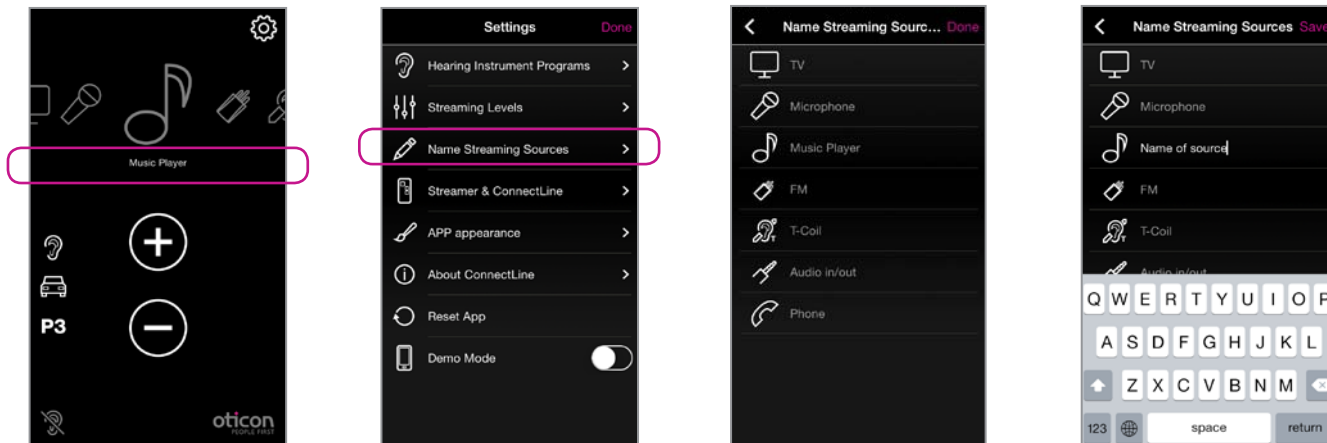 Music Player
P3
oticon
PEOPLE FIRST
Settings
Done
Hearing Instrument Programs
Streaming Levels
Name Streaming Sources
Streamer & ConnectLine
APP appearance
About ConnectLine
Reset App
Demo Mode
Name Streaming Sourc... Done
TV
Microphone
Music Player
FM
T-Coil
Audio in/out
Phone
Name Streaming Sources Save
TV
Microphone
Name of source
FM
T-Coil
Audio in/out
Q W E R T Y U I O P
A S D F G H J K L
Z X C V B N M
123 space return